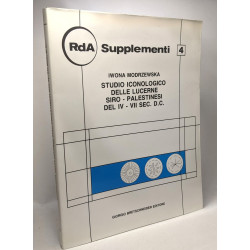 RdA Supplementi 4
IWONA MODRZEWSKA
STUDIO ICONOLOGICO
DELLE LUCERNE
SIRO - PALESTINESI
DEL IV - VII SEC. D.C.
GIORGIO BRETSCHNEIDER EDITORE